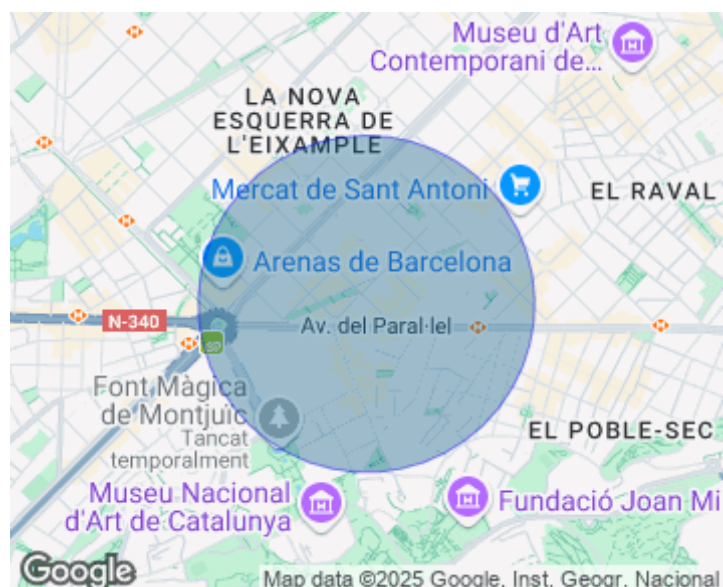 Museu d'Art
Contemporani de...
LA NOVA
ESQUERRA DE
L'EIXAMPLE
Mercat de Sant Antoni
EL RAVAL
Arenas de Barcelona
N-340
Av. del Paral·lel
Font Màgica
de Montjuïc
Tancat
temporalment
EL POBLE-SEC
Museu Nacional
d'Art de Catalunya
Fundació Joan Mi
Google
Map data ©2025 Google, Inst. Geogr. Nacional